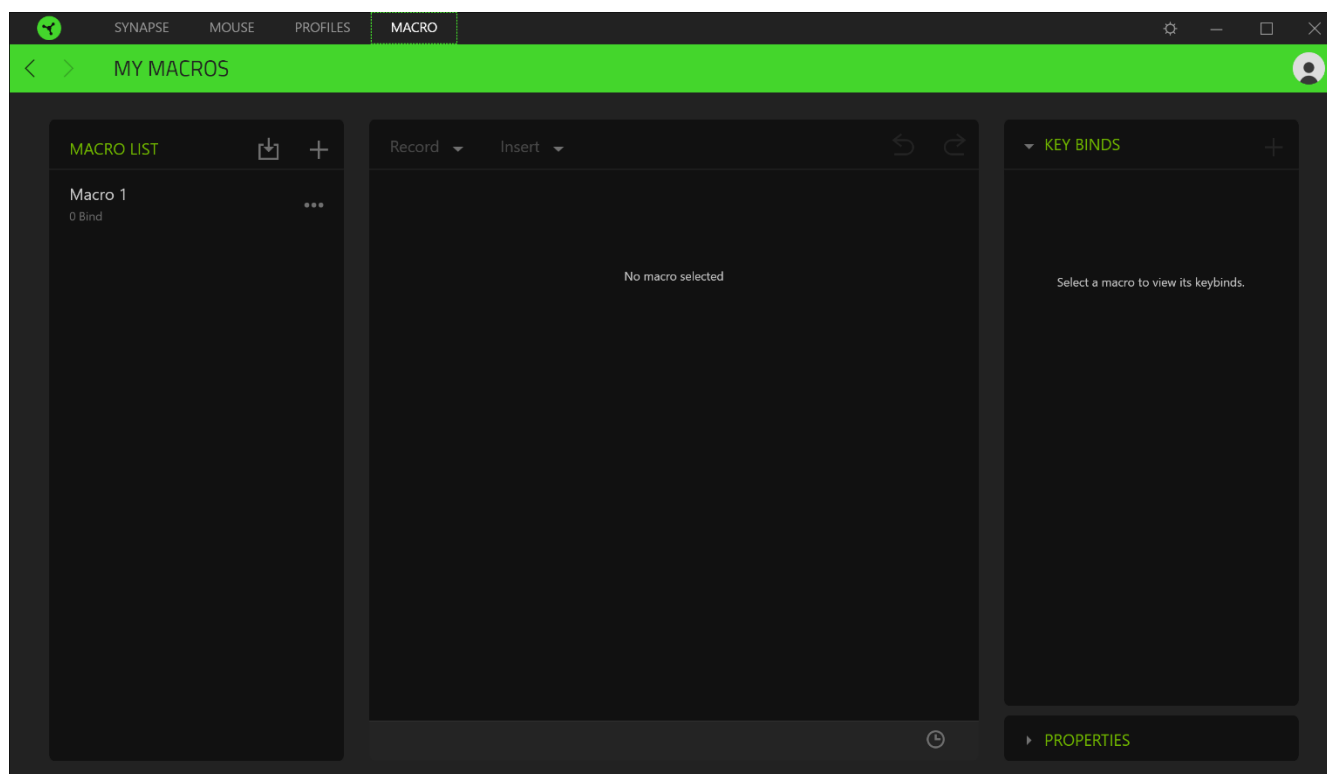 SYNAPSE MOUSE PROFILES MACRO
MY MACROS
MACRO LIST
Macro 1
0 Bind
Record Insert
No macro selected
KEY BINDS
Select a macro to view its keybinds.
PROPERTIES